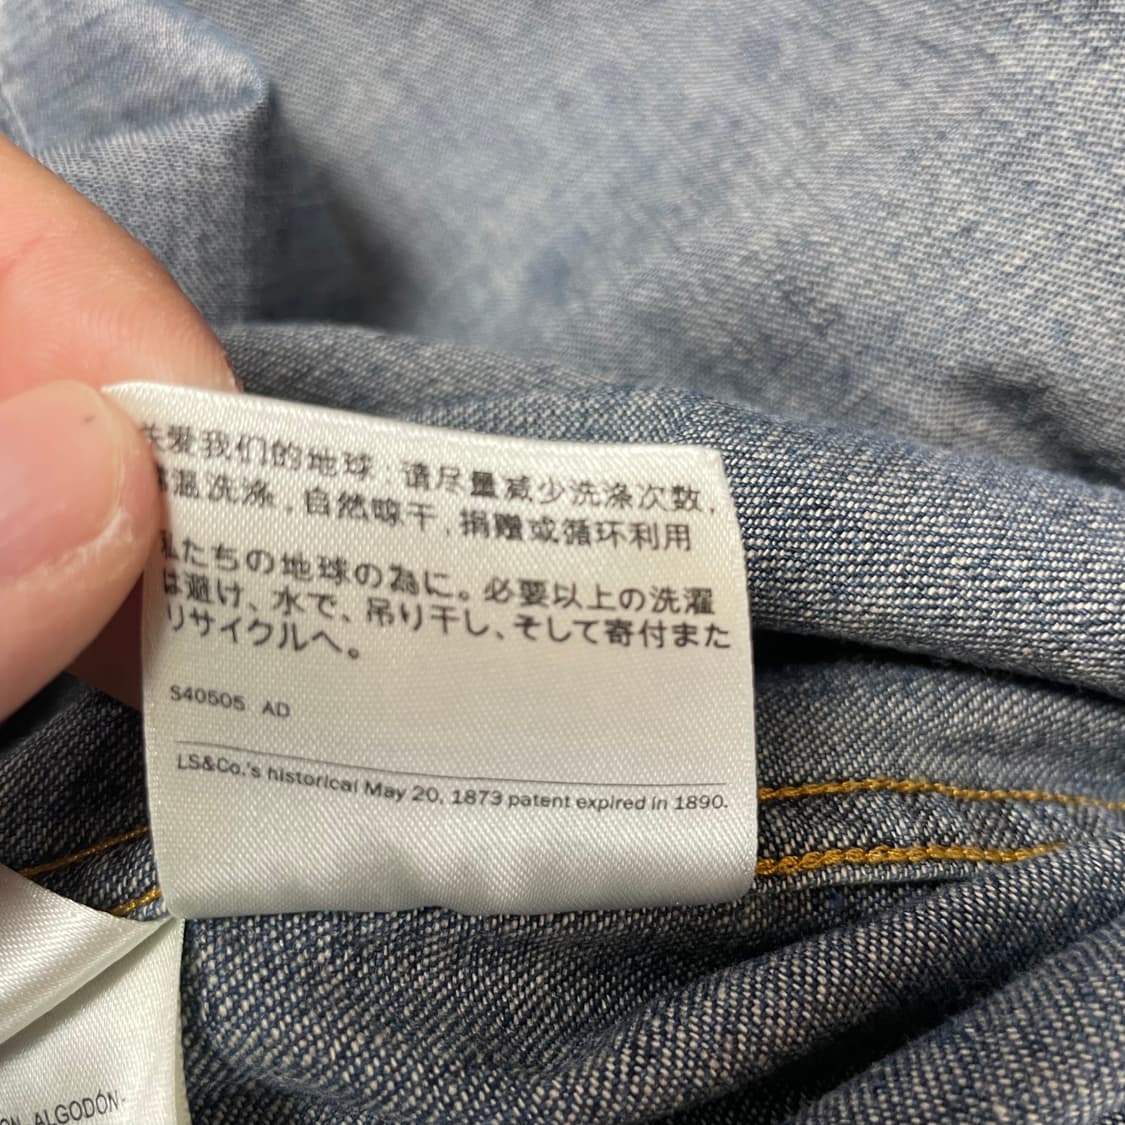 爱我们的地球:请尽量减少洗涤次数,
温洗涤,自然晾干,捐赠或循环利用
たちの地球の為に。必要以上の洗濯
は避け、水で、吊り干し、そして寄付また
リサイクルへ。
S40505 AD
LS&Co.'s historical May 20, 1873 patent expired in 1890.
ALGODÓN